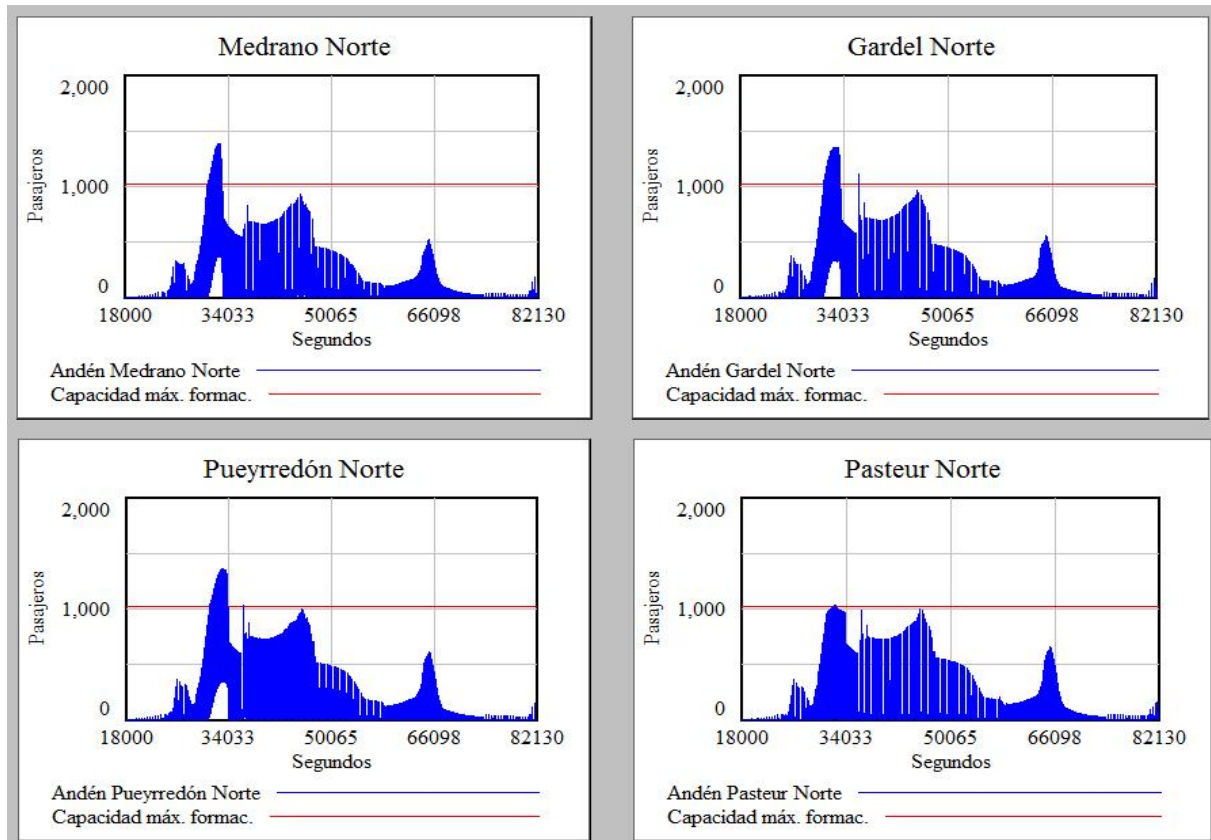 Medrano Norte
2,000
1,000
0
Pasajeros
18000 34033 50065 66098 82130
Segundos
Andén Medrano Norte
Capacidad máx. formac.
Gardel Norte
2,000
1,000
0
Pasajeros
18000 34033 50065 66098 82130
Segundos
Andén Gardel Norte
Capacidad máx. formac.
Pueyrredón Norte
2,000
1,000
0
Pasajeros
18000 34033 50065 66098 82130
Segundos
Andén Pueyrredón Norte
Capacidad máx. formac.
Pasteur Norte
2,000
1,000
0
Pasajeros
18000 34033 50065 66098 82130
Segundos
Andén Pasteur Norte
Capacidad máx. formac.